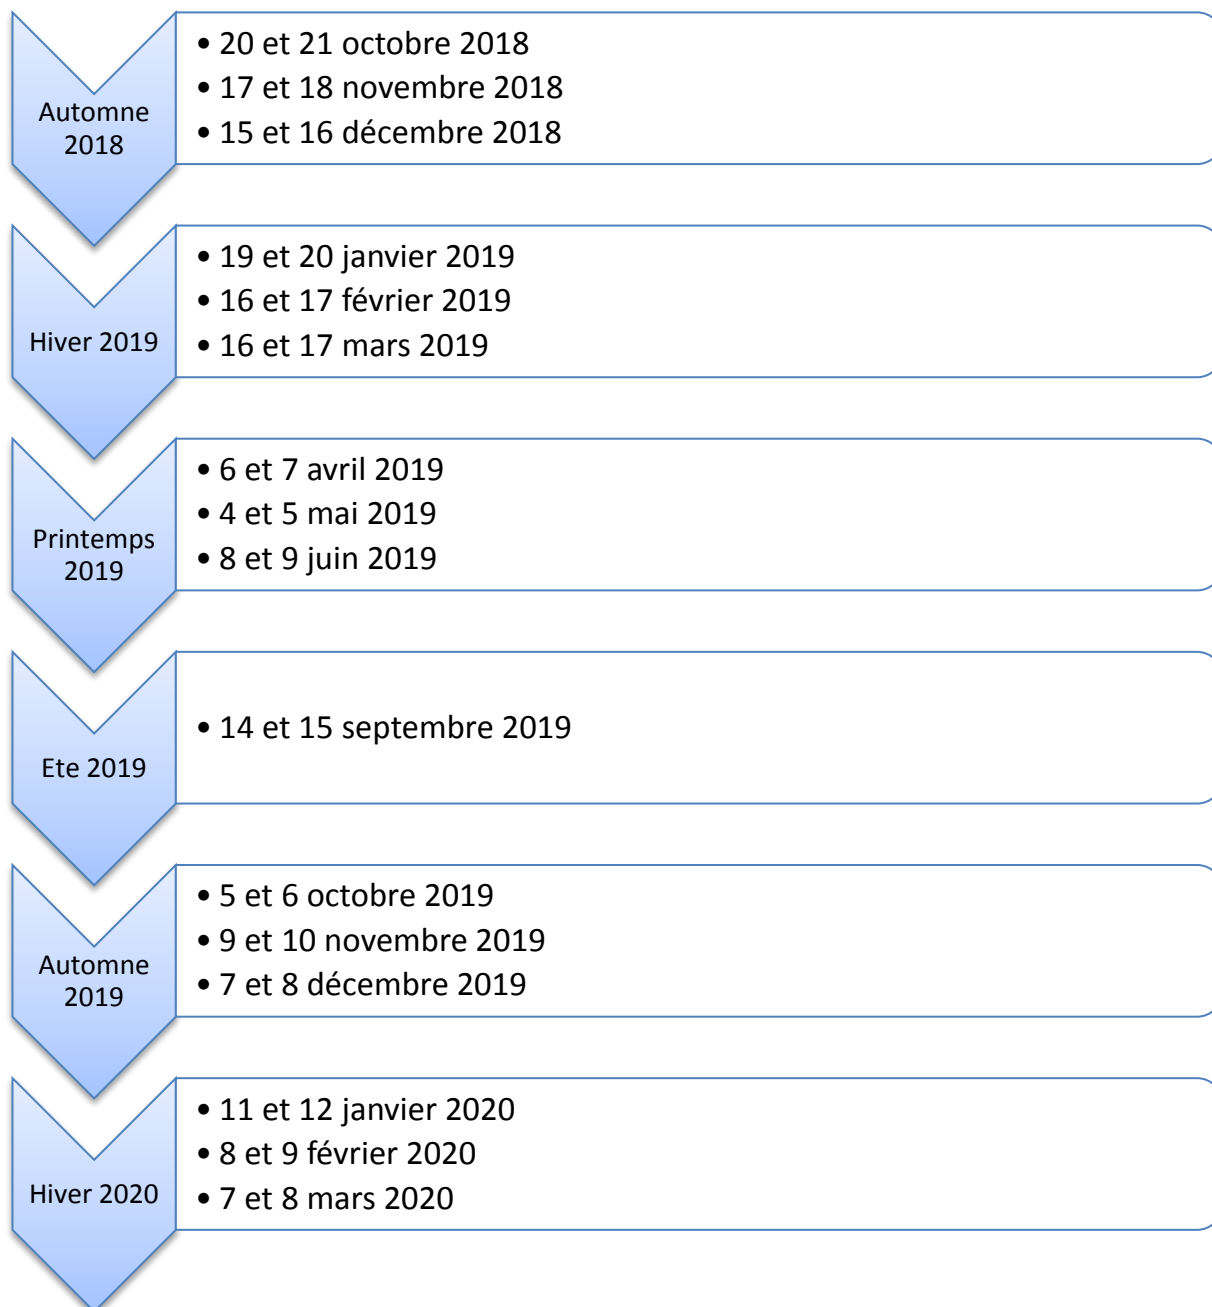 Automne
2018
• 20 et 21 octobre 2018
• 17 et 18 novembre 2018
• 15 et 16 décembre 2018
Hiver 2019
• 19 et 20 janvier 2019
• 16 et 17 février 2019
• 16 et 17 mars 2019
Printemps
2019
• 6 et 7 avril 2019
• 4 et 5 mai 2019
• 8 et 9 juin 2019
Ete 2019
• 14 et 15 septembre 2019
Automne
2019
• 5 et 6 octobre 2019
• 9 et 10 novembre 2019
• 7 et 8 décembre 2019
Hiver 2020
• 11 et 12 janvier 2020
• 8 et 9 février 2020
• 7 et 8 mars 2020